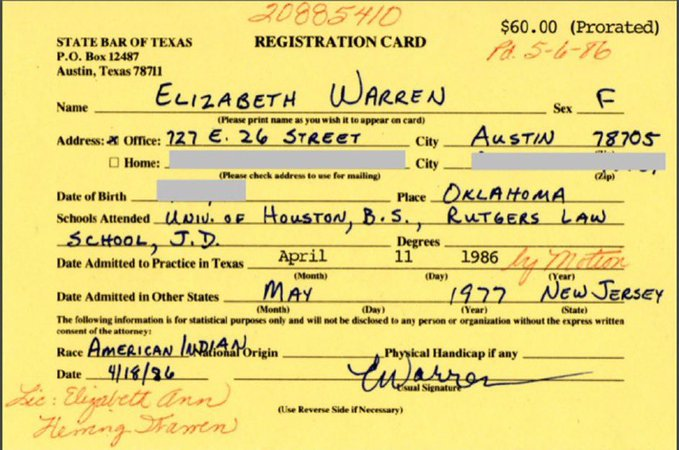 20885410
$60.00 (Prorated)
STATE BAR OF TEXAS
REGISTRATION CARD
Pd. 5-6-86
P.O. Box 12487
Austin, Texas 78711
Name ELIZABETH WARREN Sex F
(Please print name as you wish it to appear on card)
Address: Office: 727 E. 26 STREET City AUSTIN 78705
Home: City
(Please check address to use for mailing) (Zip)
Date of Birth Place OKLAHOMA
Schools Attended UNIV. OF HOUSTON, B.S., RUTGERS LAW
SCHOOL, J.D. Degrees
Date Admitted to Practice in Texas April 11 1986 by Motion
(Month) (Day) (Year)
Date Admitted in Other States MAY 1977 NEW JERSEY
(Month) (Day) (Year) (State)
The following information is for statistical purposes only and will not be disclosed to any person or organization without the express written
consent of the attorney:
Race AMERICAN INDIAN National Origin Physical Handicap if any
Date 4/18/86 EWarren
Usual Signature
Lic: Elizabeth Ann
Herring Warren
(Use Reverse Side if Necessary)